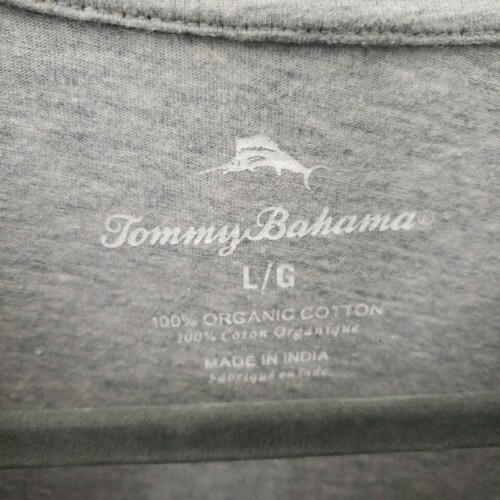 Tommy Bahama®
L/G
100% ORGANIC COTTON
100% Coton Organique
MADE IN INDIA
Fabriqué en Inde